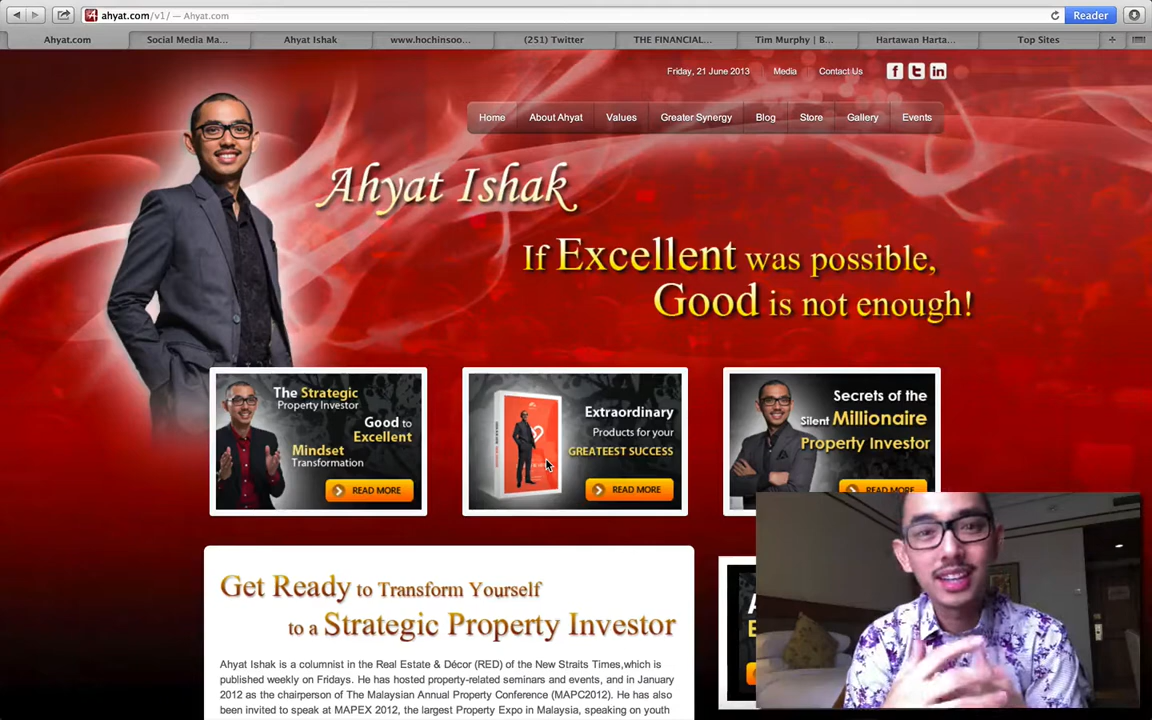 ahyat.com/v1/ — Ahyat.com
Reader
Ahyat.com
Social Media Ma...
Ahyat Ishak
www.hochinsoo...
(251) Twitter
THE FINANCIAL...
Tim Murphy | B...
Hartawan Harta...
Top Sites
Friday, 21 June 2013
Media
Contact Us
Home
About Ahyat
Values
Greater Synergy
Blog
Store
Gallery
Events
Ahyat Ishak
If Excellent was possible,
Good is not enough!
The Strategic
Property Investor
Good to
Excellent
Mindset
Transformation
READ MORE
Extraordinary
Products for your
GREATEEST SUCCESS
READ MORE
Secrets of the
Silent Millionaire
Property Investor
READ MORE
Get Ready to Transform Yourself
to a Strategic Property Investor
Ahyat Ishak is a columnist in the Real Estate & Décor (RED) of the New Straits Times,which is
published weekly on Fridays. He has hosted property-related seminars and events, and in January
2012 as the chairperson of The Malaysian Annual Property Conference (MAPC2012). He has also
been invited to speak at MAPEX 2012, the largest Property Expo in Malaysia, speaking on youth